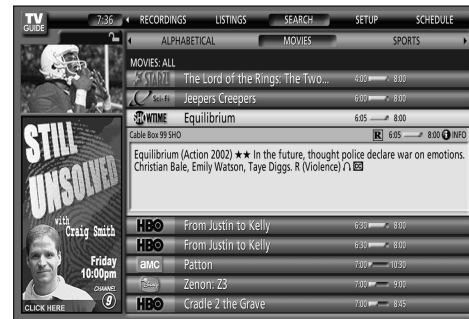 TV GUIDE 7:36 RECORDINGS LISTINGS SEARCH SETUP SCHEDULE
ALPHABETICAL MOVIES SPORTS
MOVIES: ALL
STARZ! The Lord of the Rings: The Two... 4:00 8:00
Sci-Fi Jeepers Creepers 6:00 8:00
SHOWTIME Equilibrium 6:05 8:00
Cable Box 99 SHO R 6:05 8:00 INFO
Equilibrium (Action 2002) ★★ In the future, thought police declare war on emotions.
Christian Bale, Emily Watson, Taye Diggs. R (Violence)
HBO From Justin to Kelly 6:30 8:00
HBO From Justin to Kelly 6:30 8:00
amc Patton 7:00 10:30
Disney Zenon: Z3 7:00 9:00
HBO Cradle 2 the Grave 7:00 8:45
STILL
UNSOLVED
with
Craig Smith
Friday
10:00pm
CHANNEL
9
CLICK HERE